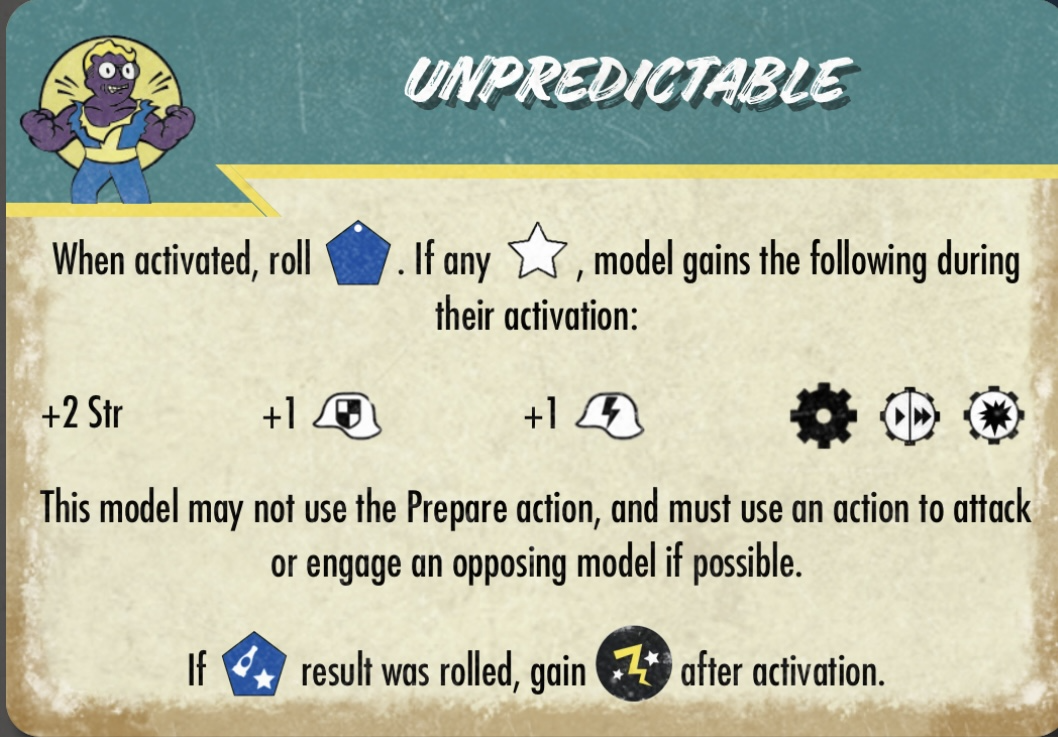 UNPREDICTABLE
When activated, roll . If any , model gains the following during
their activation:
+2 Str +1 +1
This model may not use the Prepare action, and must use an action to attack
or engage an opposing model if possible.
If result was rolled, gain after activation.